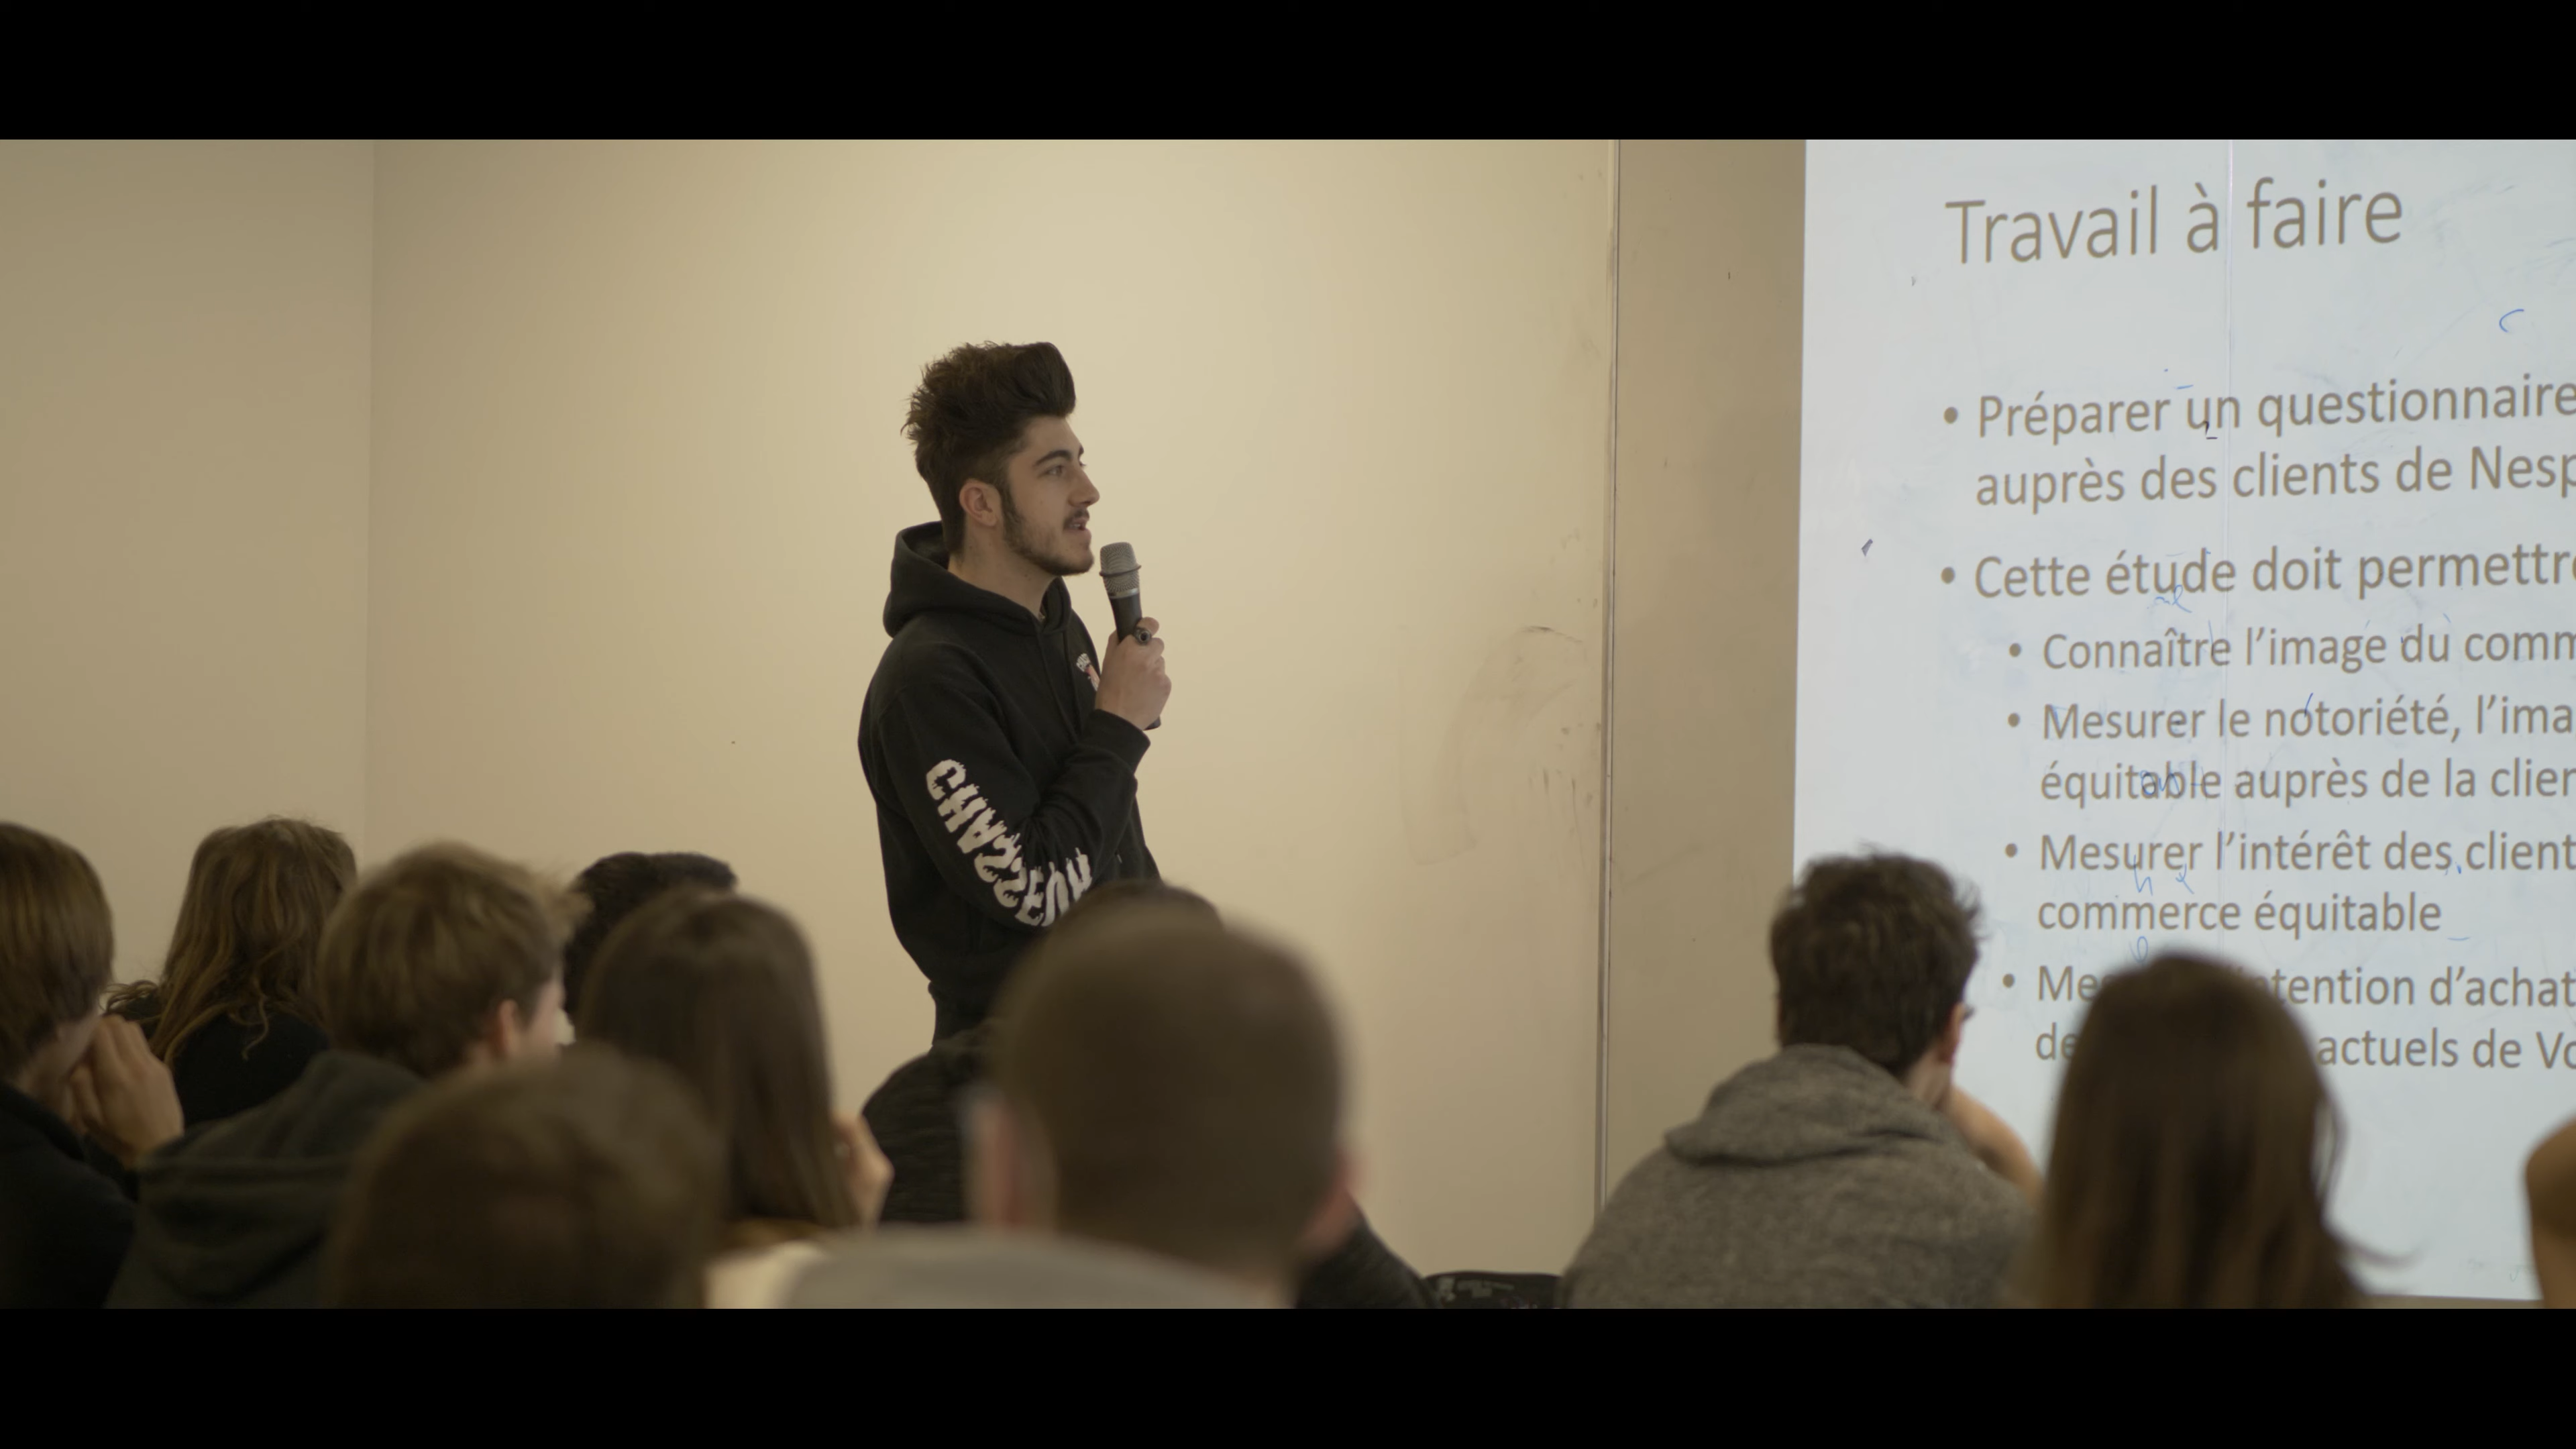 Travail à faire
• Préparer un questionnaire
auprès des clients de Nesp
• Cette étude doit permettre
• Connaître l'image du comm
• Mesurer le notoriété, l'ima
équitable auprès de la clien
• Mesurer l'intérêt des client
commerce équitable
• Me tention d'achat
de actuels de Vo
CHASSEUR